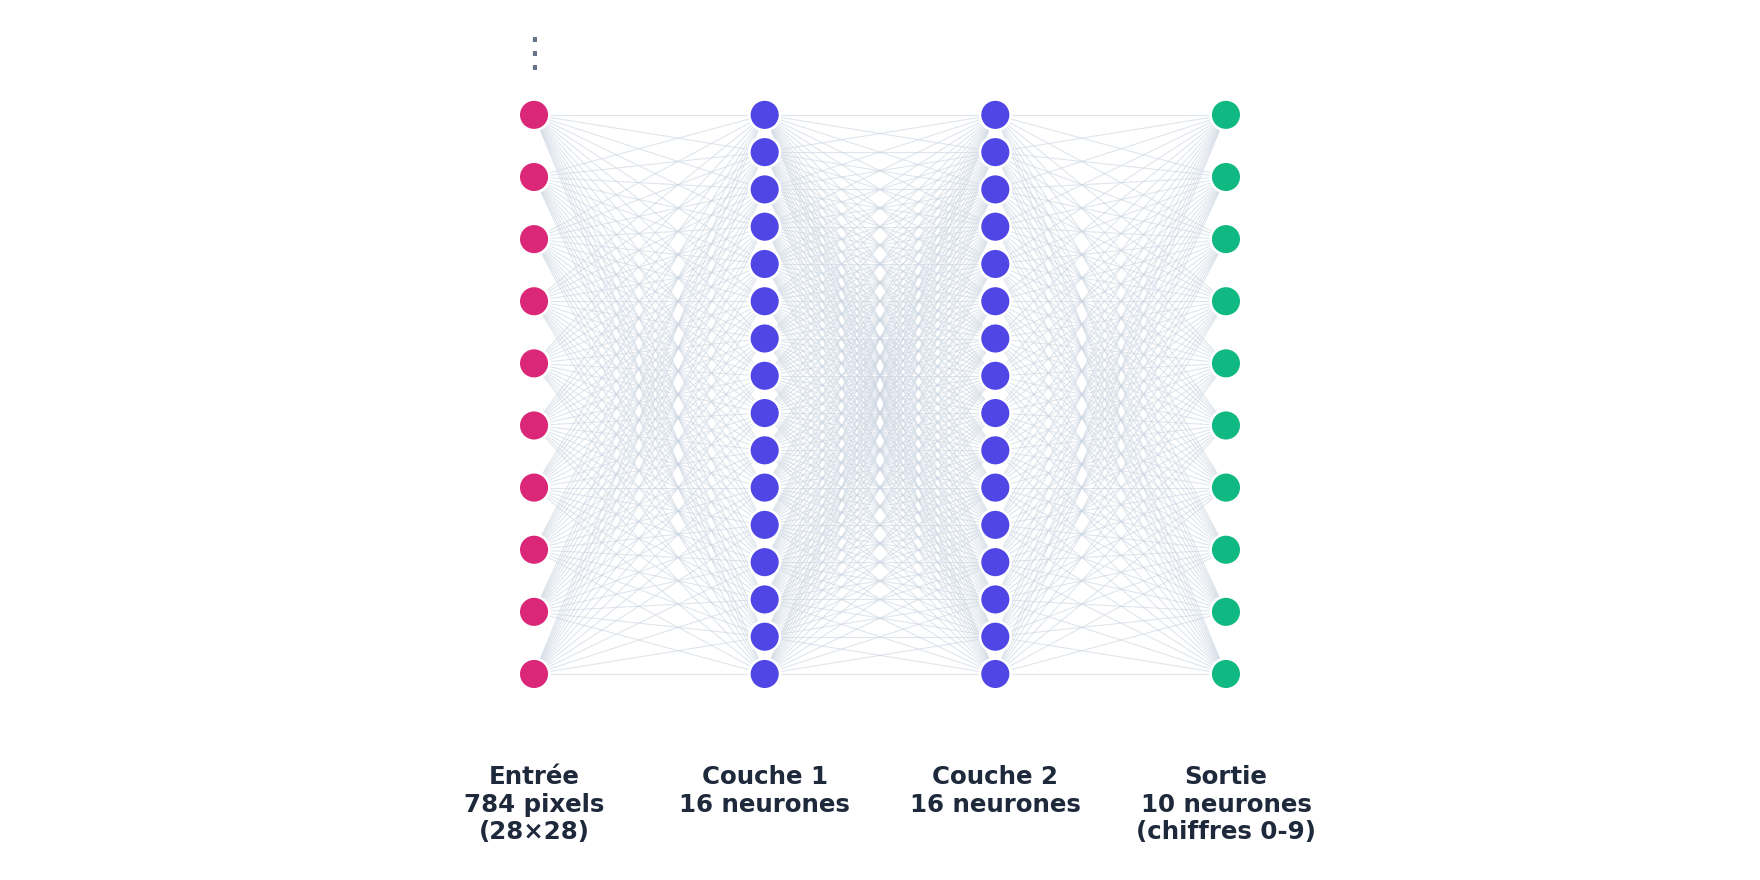 Entrée
784 pixels
(28×28)
Couche 1
16 neurones
Couche 2
16 neurones
Sortie
10 neurones
(chiffres 0-9)